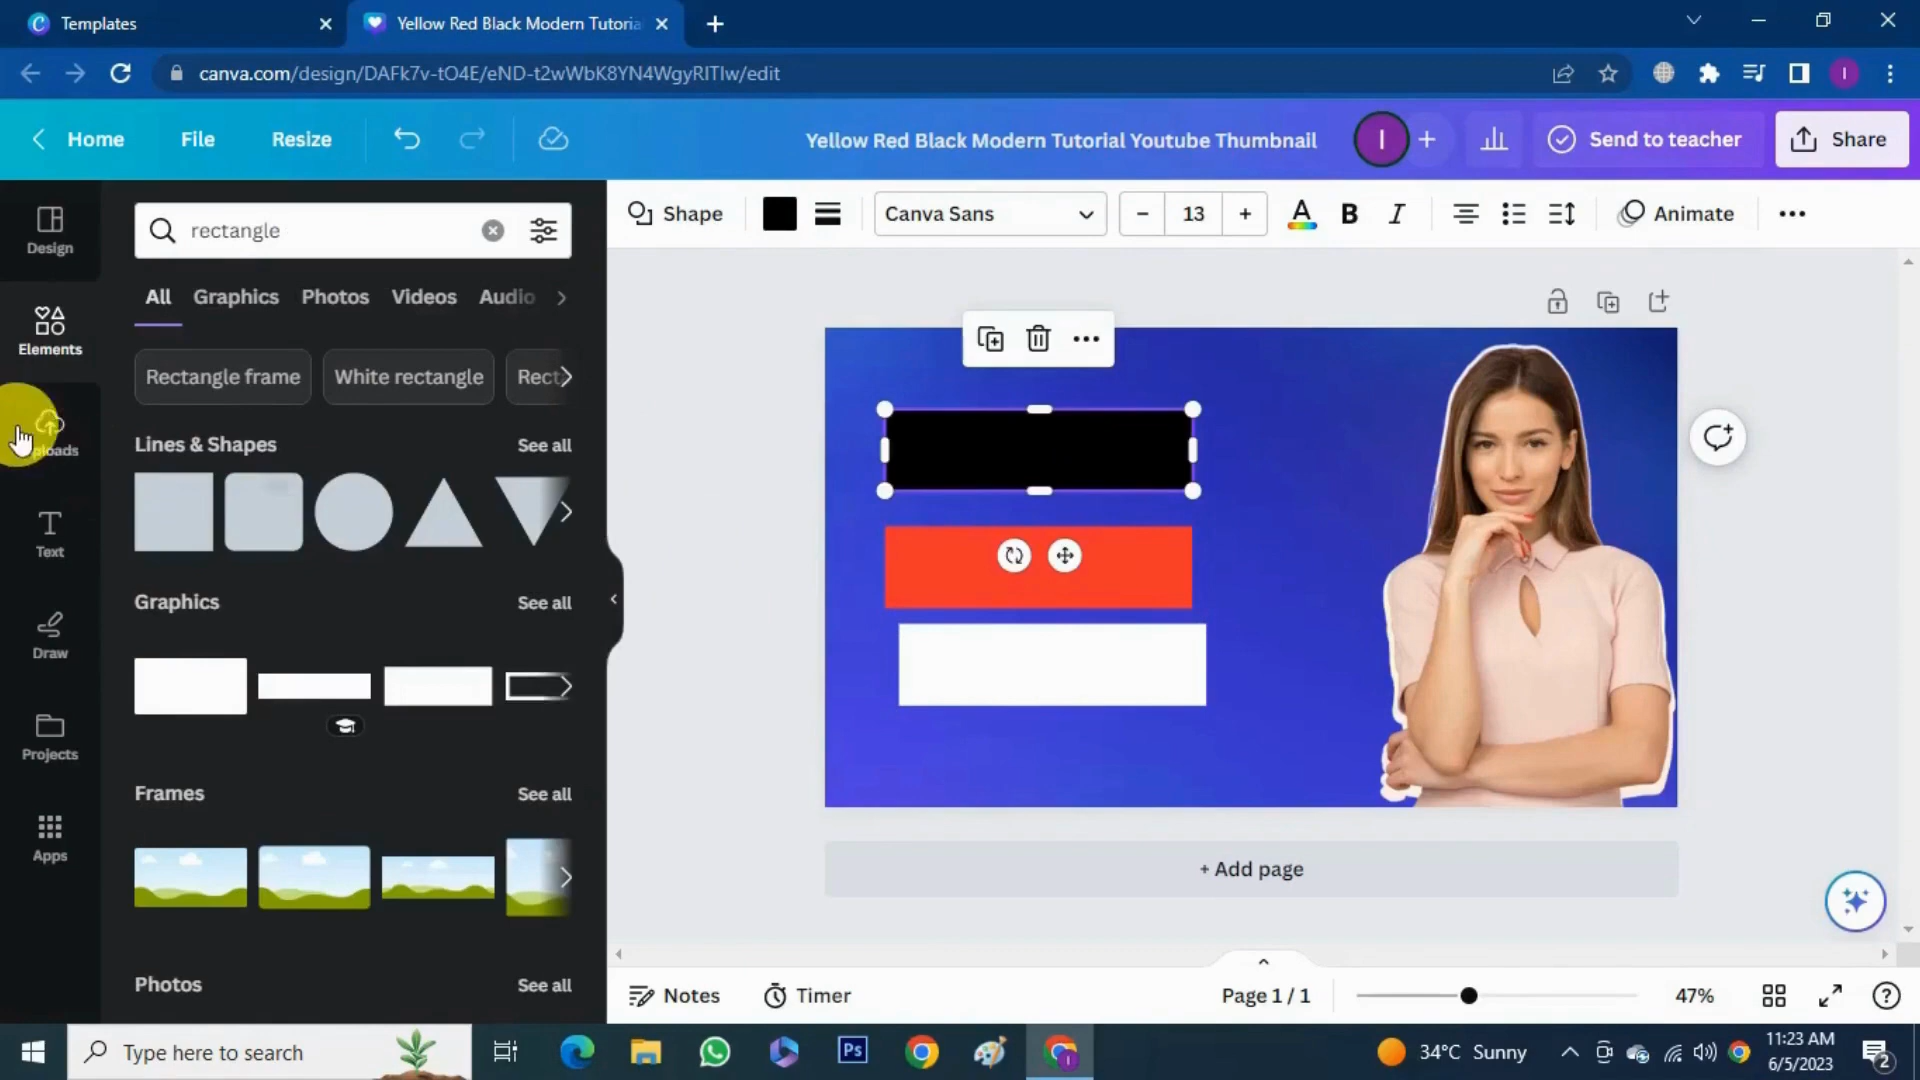 Templates
Yellow Red Black Modern Tutoria
canva.com/design/DAFk7v-tO4E/eND-t2wWbK8YN4WgyRITIw/edit
Home
File
Resize
Yellow Red Black Modern Tutorial Youtube Thumbnail
I
Send to teacher
Share
Design
rectangle
Shape
Canva Sans
13
A
B
I
Animate
All
Graphics
Photos
Videos
Audio
Elements
Rectangle frame
White rectangle
Rect
Lines & Shapes
See all
Text
Graphics
See all
Draw
Projects
Frames
See all
Apps
+ Add page
Photos
See all
Notes
Timer
Page 1 / 1
47%
Type here to search
Ps
34°C Sunny
11:23 AM
6/5/2023
2